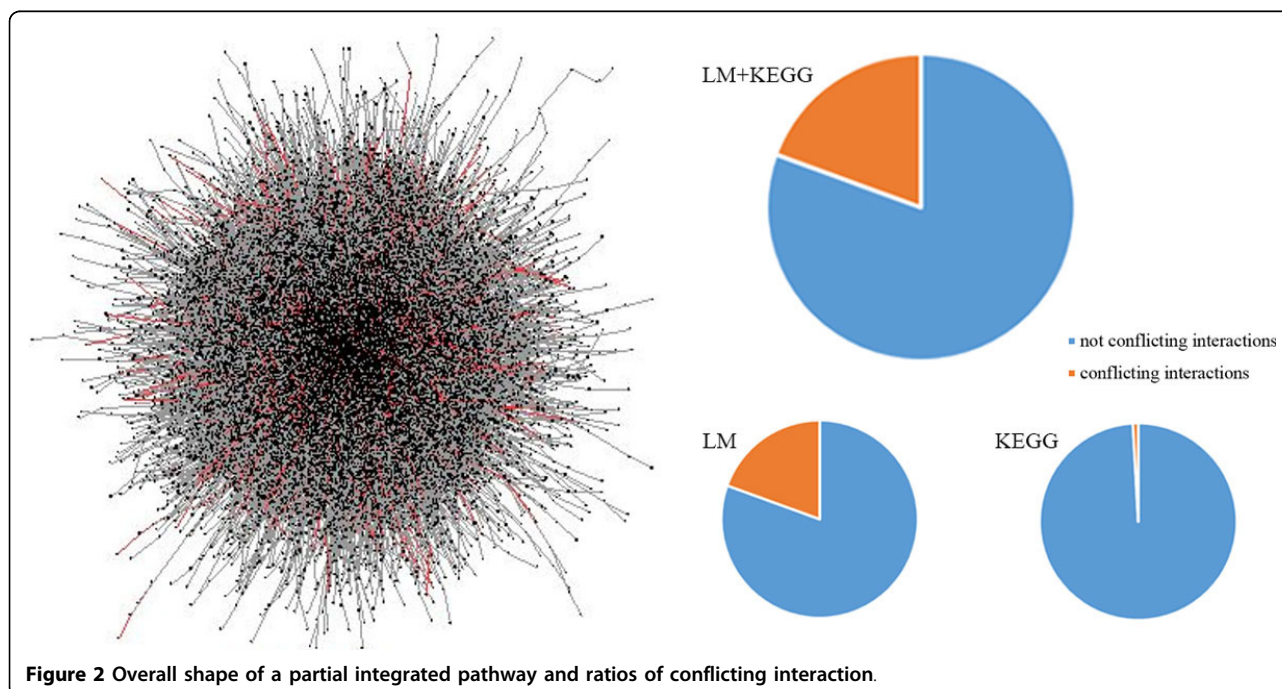 LM+KEGG
not conflicting interactions
conflicting interactions
LM
KEGG
Figure 2 Overall shape of a partial integrated pathway and ratios of conflicting interaction.